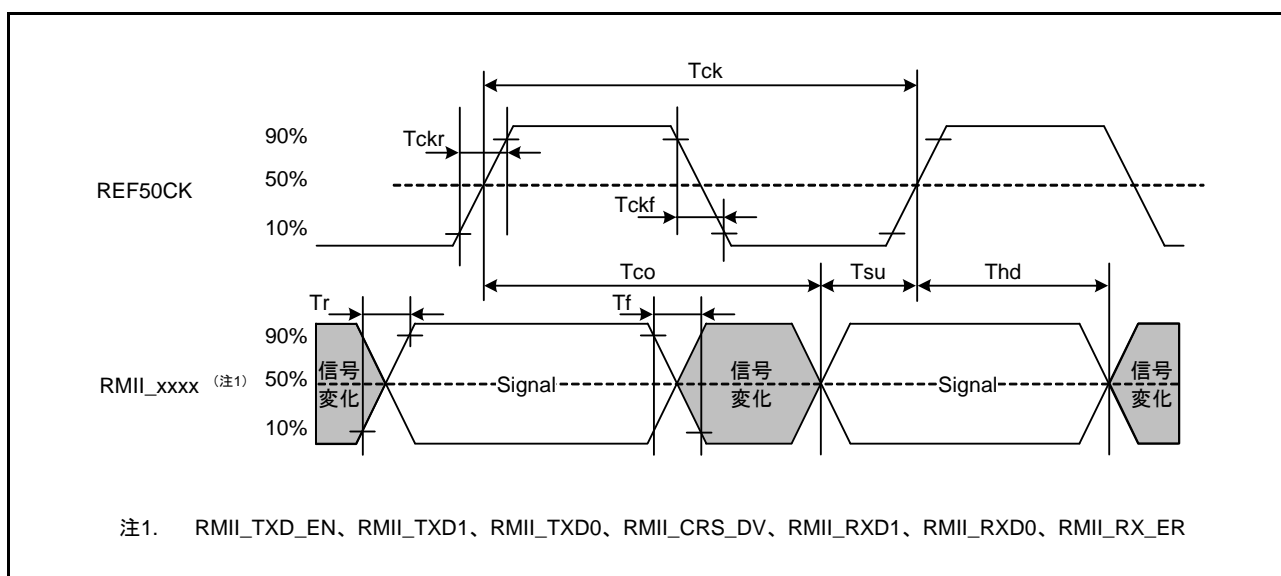 Tck
90%
Tckr
50%
REF50CK
Tckf
10%
Tco
Tsu
Thd
Tr
Tf
90%
信号
変化
RMII_xxxx (注1)
50%
Signal
信号
変化
Signal
信号
変化
10%
注1. RMII_TXD_EN、RMII_TXD1、RMII_TXD0、RMII_CRS_DV、RMII_RXD1、RMII_RXD0、RMII_RX_ER